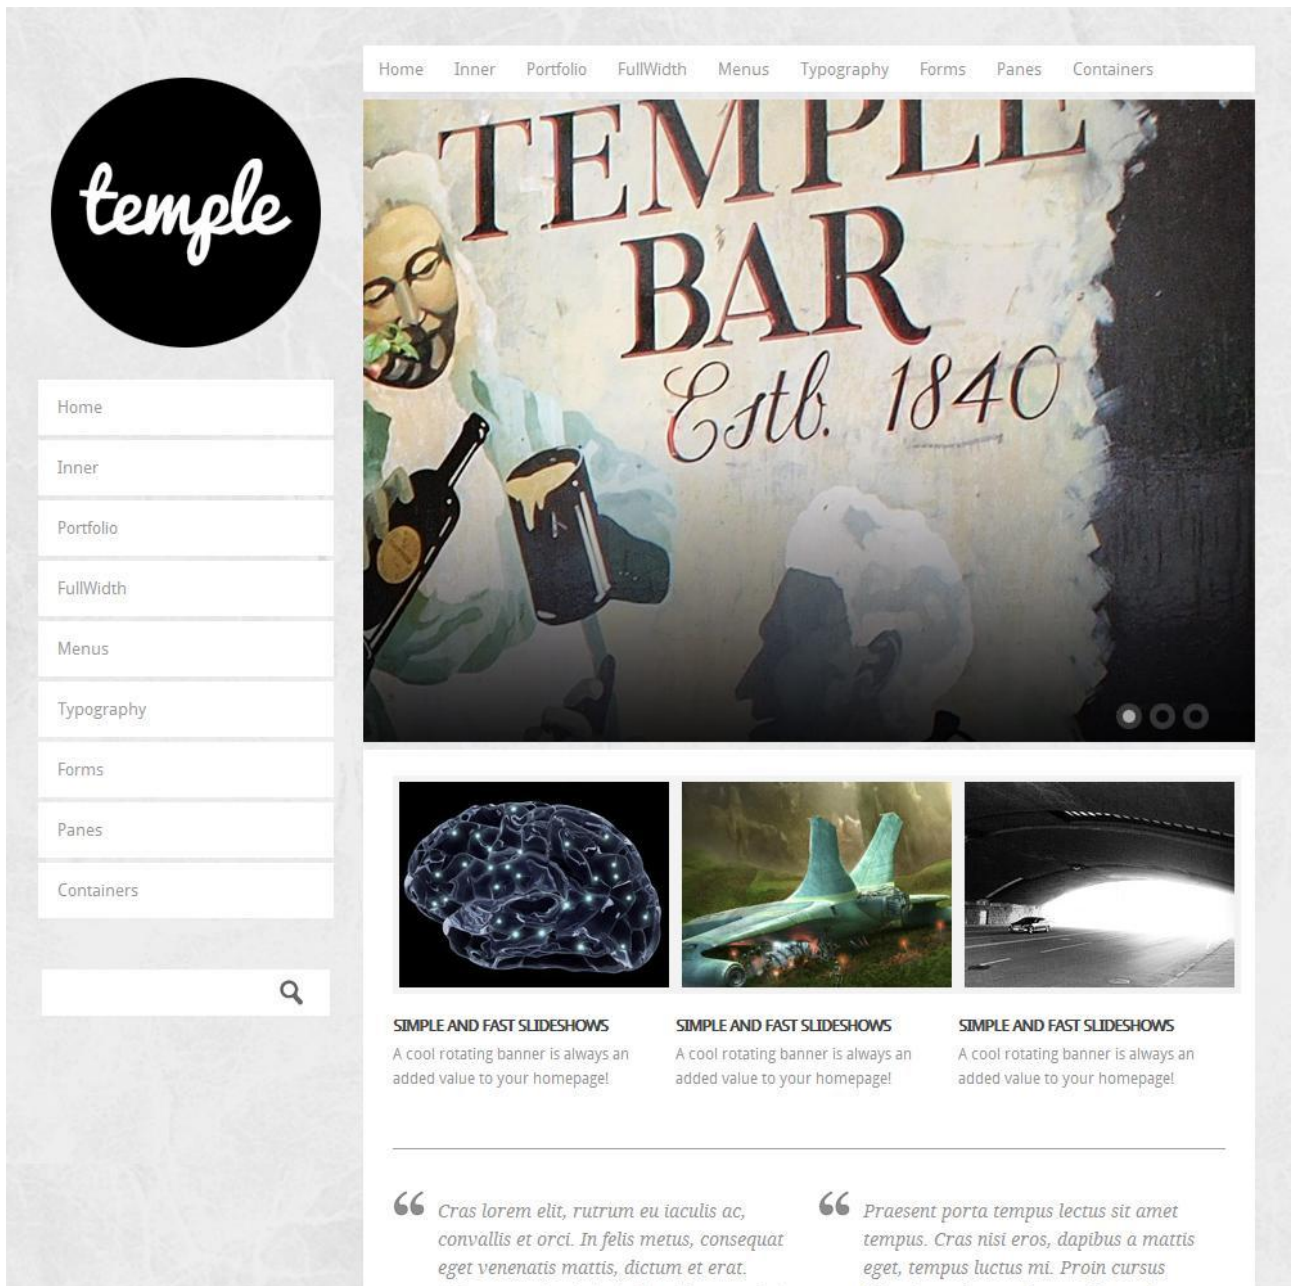 temple
Home
Inner
Portfolio
FullWidth
Menus
Typography
Forms
Panes
Containers
Home Inner Portfolio FullWidth Menus Typography Forms Panes Containers
TEMPLE
BAR
Estb. 1840
SIMPLE AND FAST SLIDESHOWS
A cool rotating banner is always an
added value to your homepage!
SIMPLE AND FAST SLIDESHOWS
A cool rotating banner is always an
added value to your homepage!
SIMPLE AND FAST SLIDESHOWS
A cool rotating banner is always an
added value to your homepage!
“ Cras lorem elit, rutrum eu iaculis ac,
convallis et orci. In felis metus, consequat
eget venenatis mattis, dictum et erat.
“ Praesent porta tempus lectus sit amet
tempus. Cras nisi eros, dapibus a mattis
eget, tempus luctus mi. Proin cursus